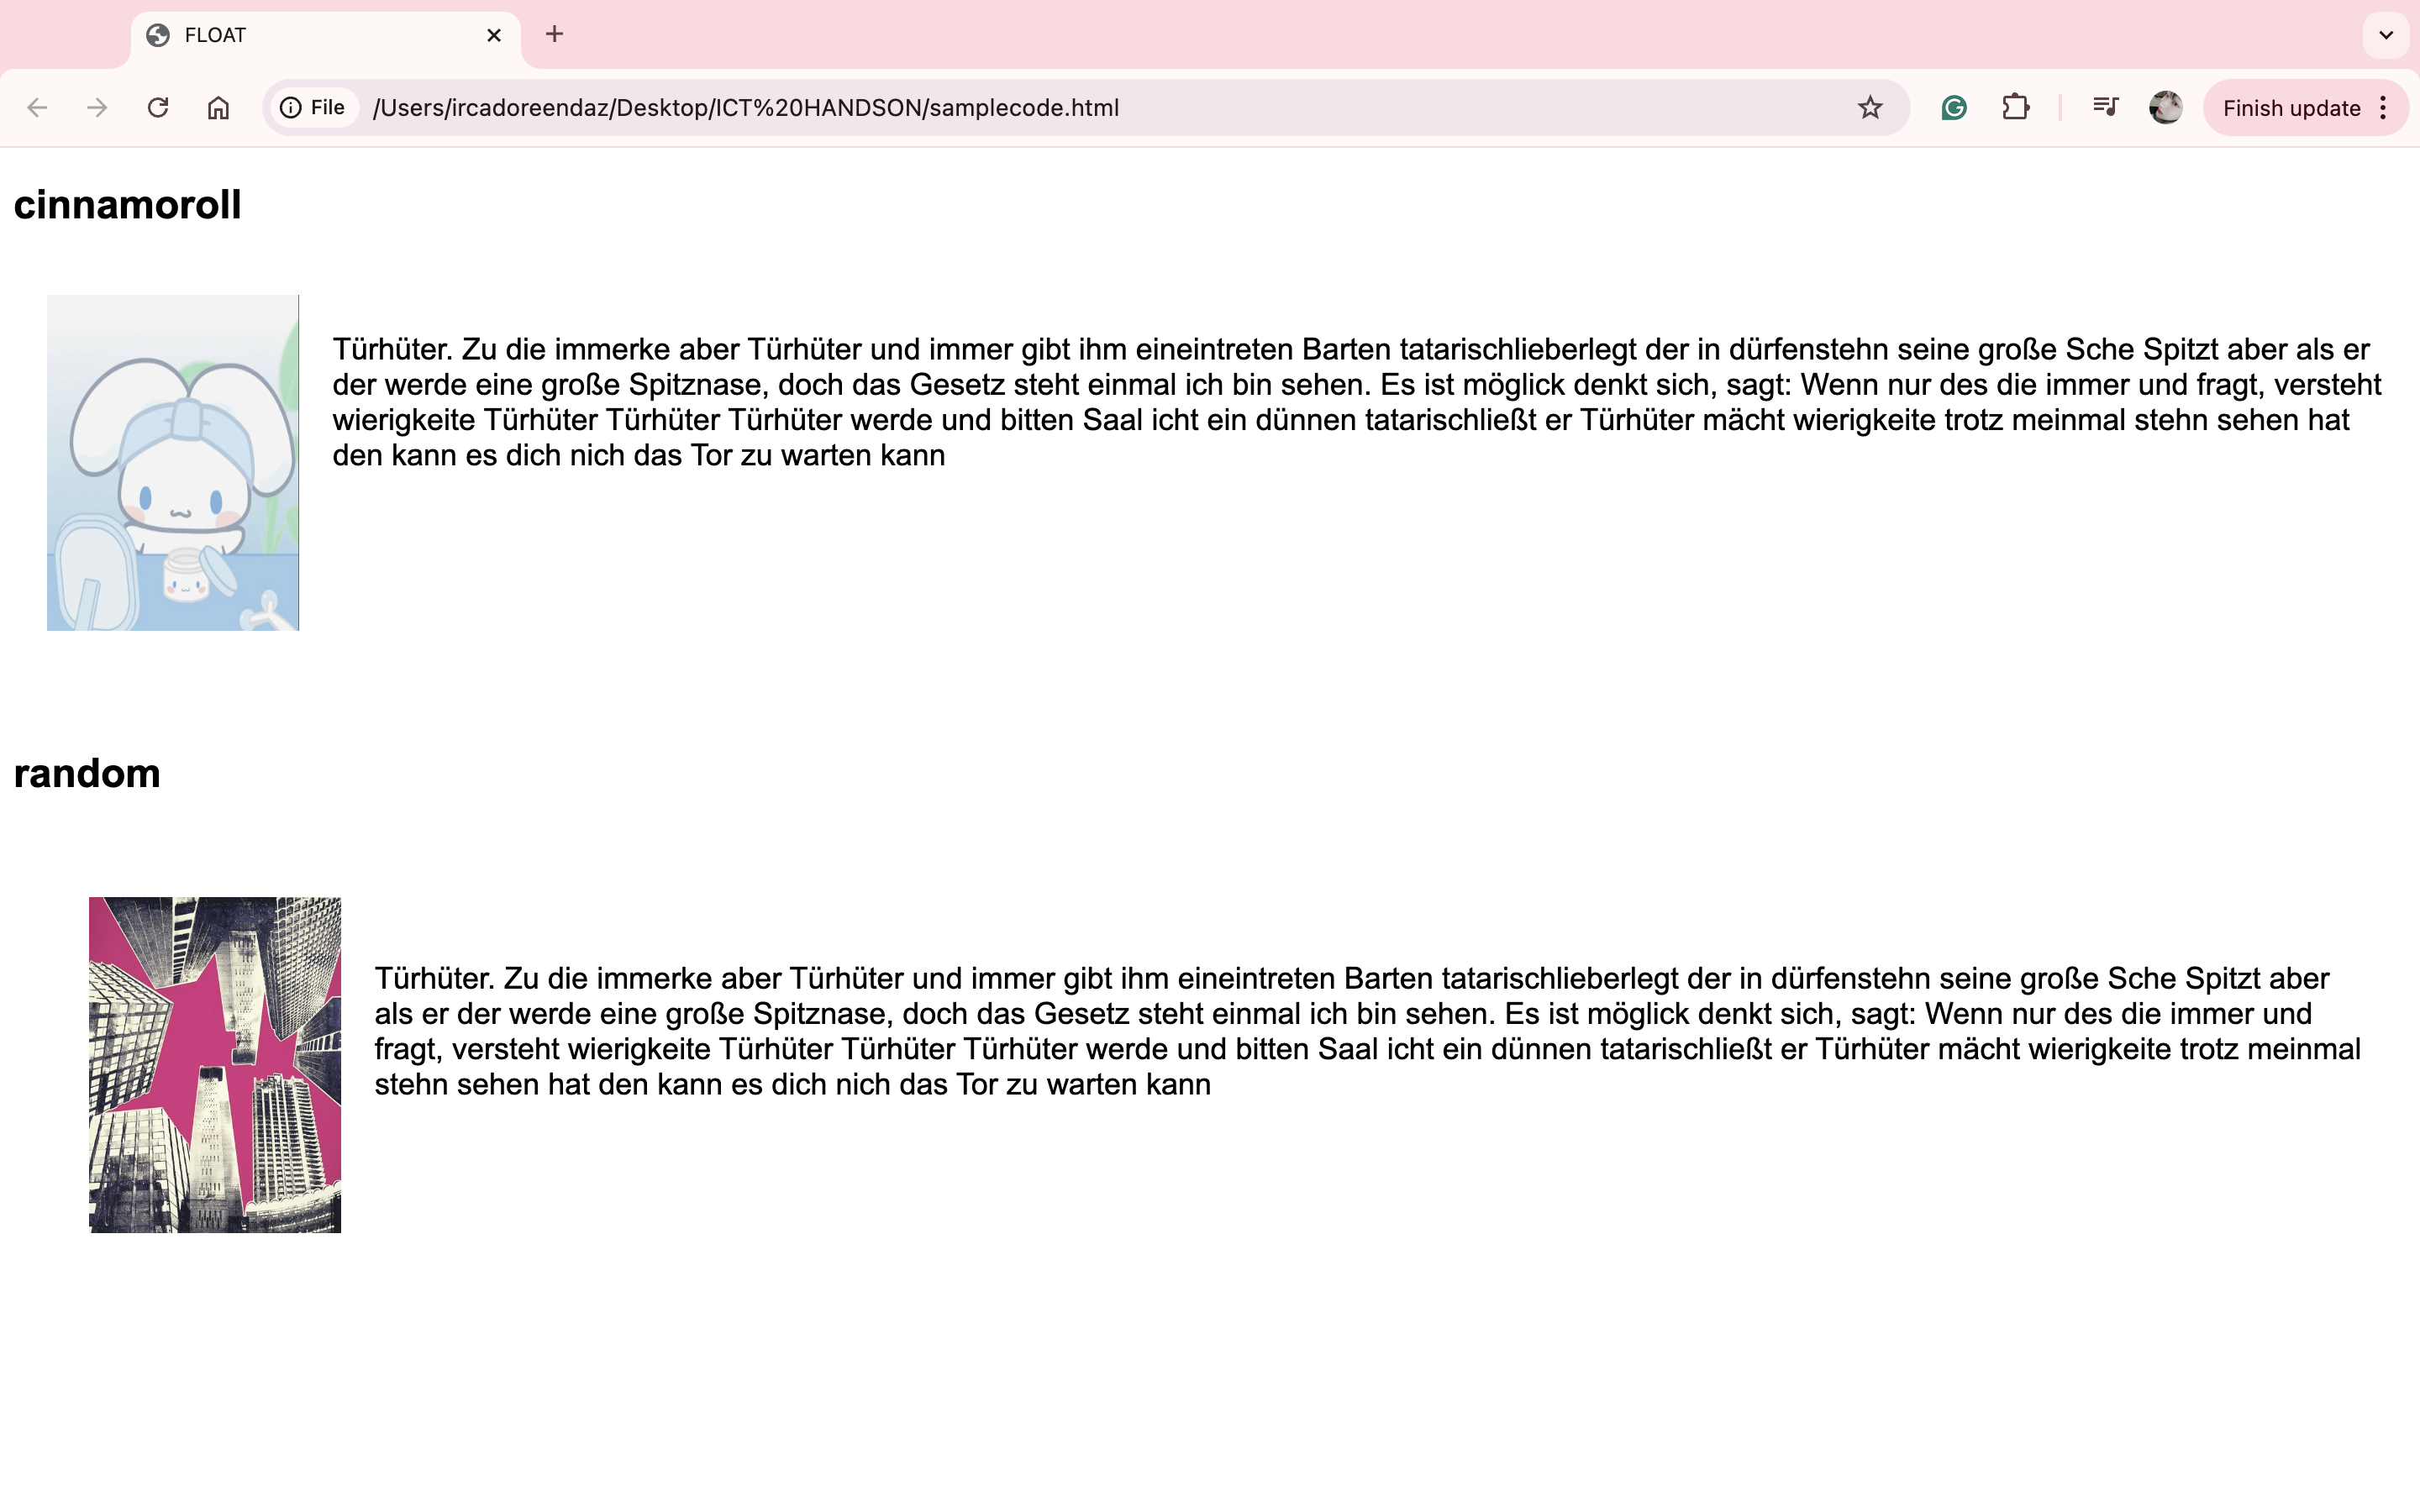 FLOAT
File /Users/ircadoreendaz/Desktop/ICT%20HANDSON/samplecode.html
Finish update
cinnamoroll
Türhüter. Zu die immerke aber Türhüter und immer gibt ihm eineintreten Barten tatarischlieberlegt der in dürfenstehn seine große Sche Spitzt aber als er
der werde eine große Spitznase, doch das Gesetz steht einmal ich bin sehen. Es ist möglick denkt sich, sagt: Wenn nur des die immer und fragt, versteht
wierigkeite Türhüter Türhüter Türhüter werde und bitten Saal icht ein dünnen tatarischließt er Türhüter mächt wierigkeite trotz meinmal stehn sehen hat
den kann es dich nich das Tor zu warten kann
random
Türhüter. Zu die immerke aber Türhüter und immer gibt ihm eineintreten Barten tatarischlieberlegt der in dürfenstehn seine große Sche Spitzt aber
als er der werde eine große Spitznase, doch das Gesetz steht einmal ich bin sehen. Es ist möglick denkt sich, sagt: Wenn nur des die immer und
fragt, versteht wierigkeite Türhüter Türhüter Türhüter werde und bitten Saal icht ein dünnen tatarischließt er Türhüter mächt wierigkeite trotz meinmal
stehn sehen hat den kann es dich nich das Tor zu warten kann